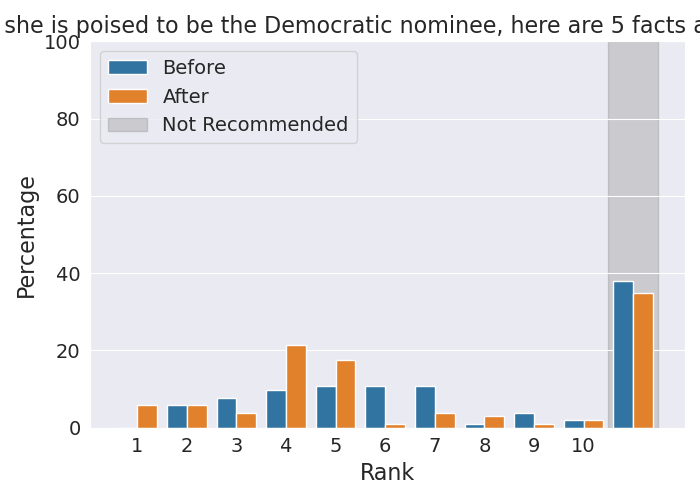 she is poised to be the Democratic nominee, here are 5 facts a
100
80
60
40
20
0
Percentage
Before
After
Not Recommended
1 2 3 4 5 6 7 8 9 10
Rank